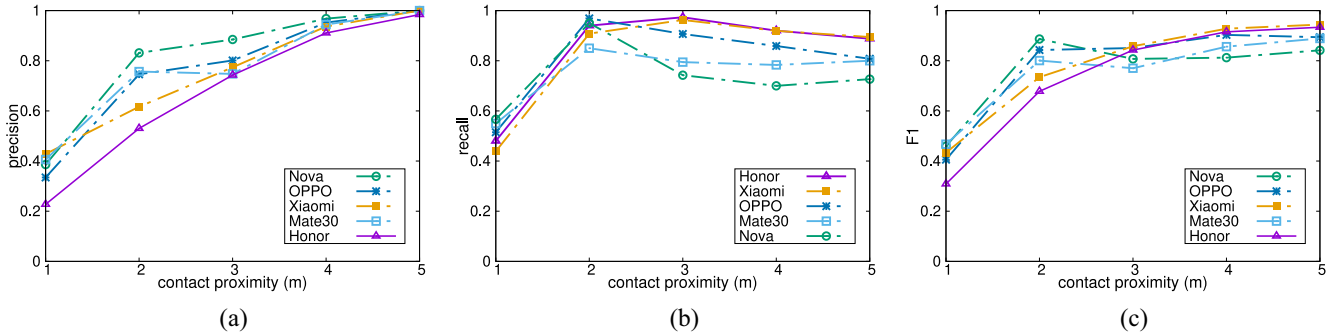 precision
1
0.8
0.6
0.4
0.2
0
Nova
OPPO
Xiaomi
Mate30
Honor
1 2 3 4 5
contact proximity (m)
(a)
recall
1
0.8
0.6
0.4
0.2
0
Honor
Xiaomi
OPPO
Mate30
Nova
1 2 3 4 5
contact proximity (m)
(b)
F1
1
0.8
0.6
0.4
0.2
0
Nova
OPPO
Xiaomi
Mate30
Honor
1 2 3 4 5
contact proximity (m)
(c)